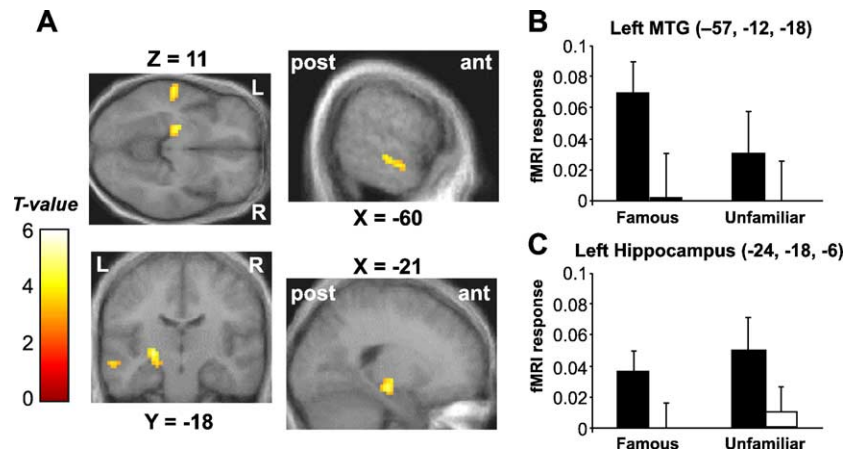 A
Z = 11
L
R
post ant
X = -60
T-value
6
4
2
0
L R
Y = -18
X = -21
post ant
B
Left MTG (–57, -12, -18)
fMRI response
0.1
0.08
0.06
0.04
0.02
0
Famous Unfamiliar
C
Left Hippocampus (-24, -18, -6)
fMRI response
0.1
0.08
0.06
0.04
0.02
0
Famous Unfamiliar